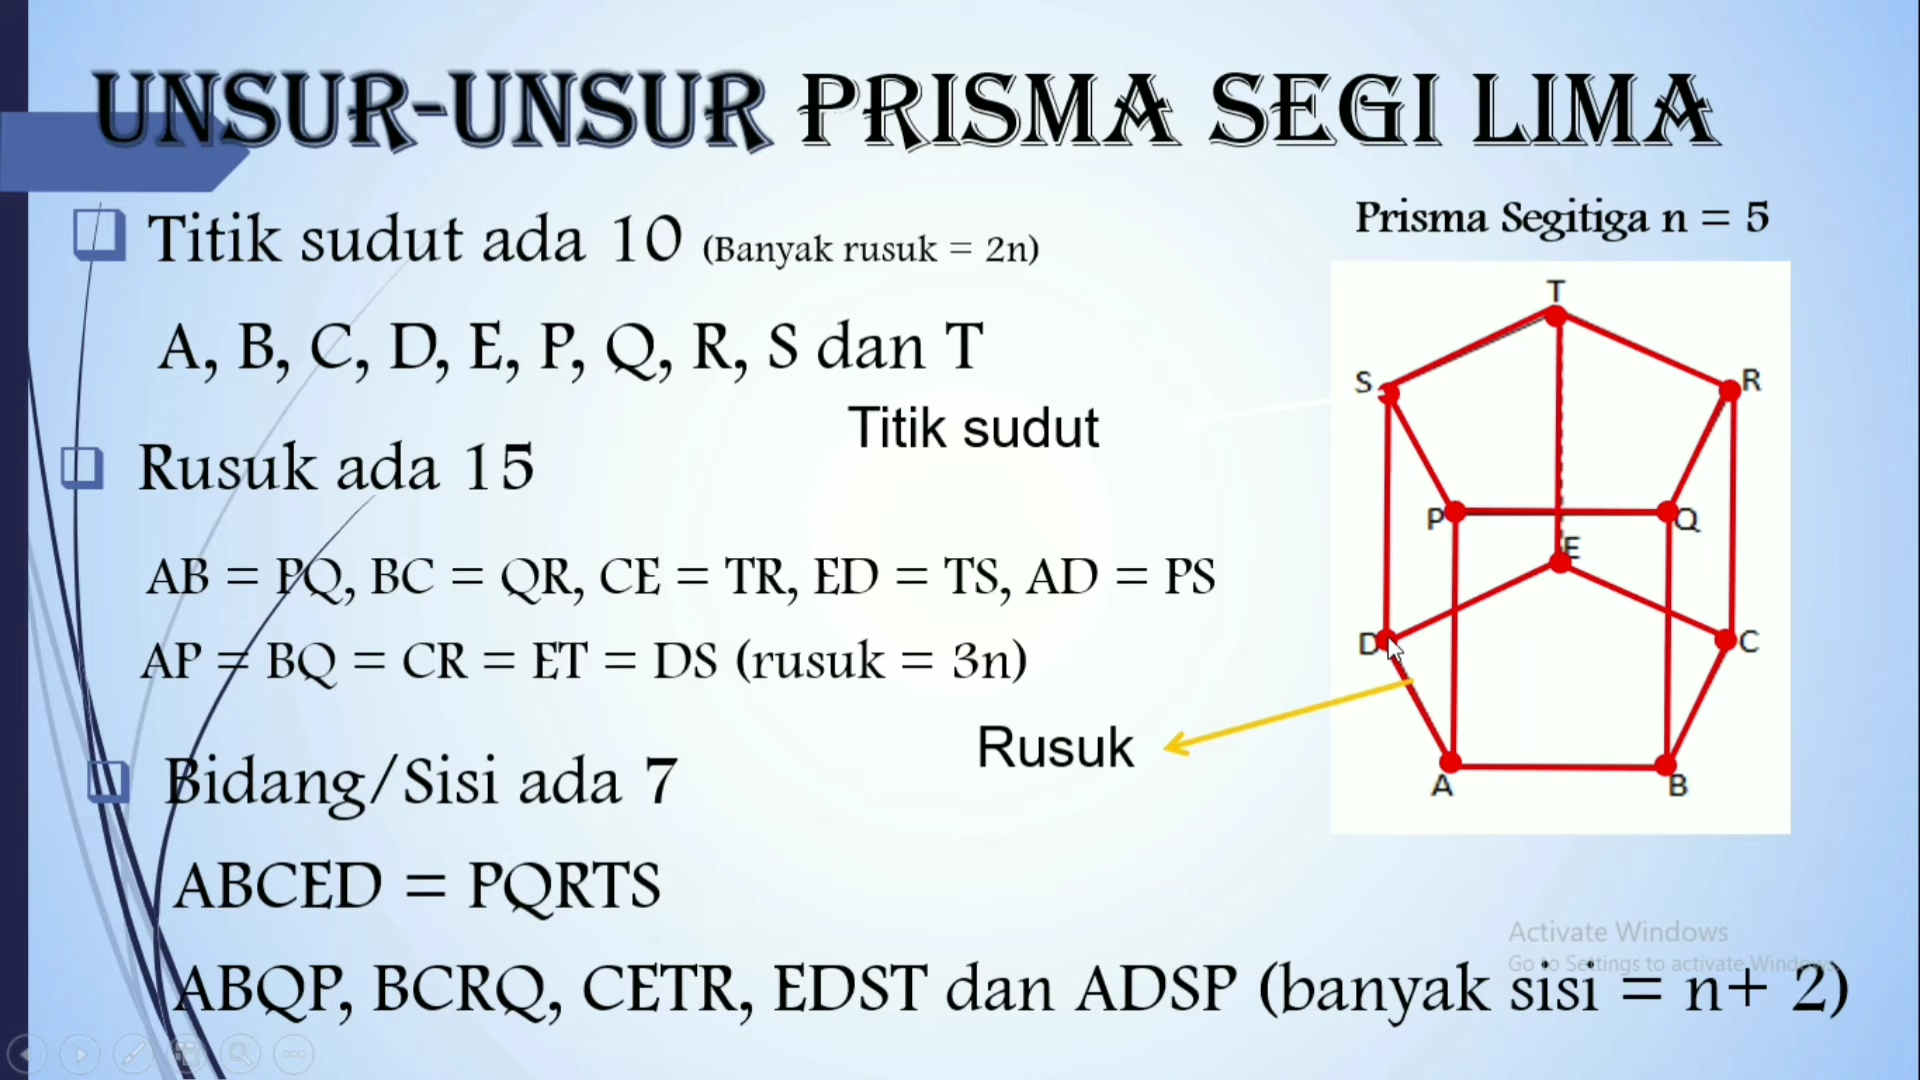 UNSUR-UNSUR PRISMA SEGI LIMA
Titik sudut ada 10 (Banyak rusuk = 2n)
A, B, C, D, E, P, Q, R, S dan T
Titik sudut
Rusuk ada 15
AB = PQ, BC = QR, CE = TR, ED = TS, AD = PS
AP = BQ = CR = ET = DS (rusuk = 3n)
Rusuk
Bidang/Sisi ada 7
ABCED = PQRTS
ABQP, BCRQ, CETR, EDST dan ADSP (banyak sisi = n+ 2)
Prisma Segitiga n = 5
T
S
R
P
Q
E
D
C
A
B
Activate Windows
Go to Settings to activate Windows.